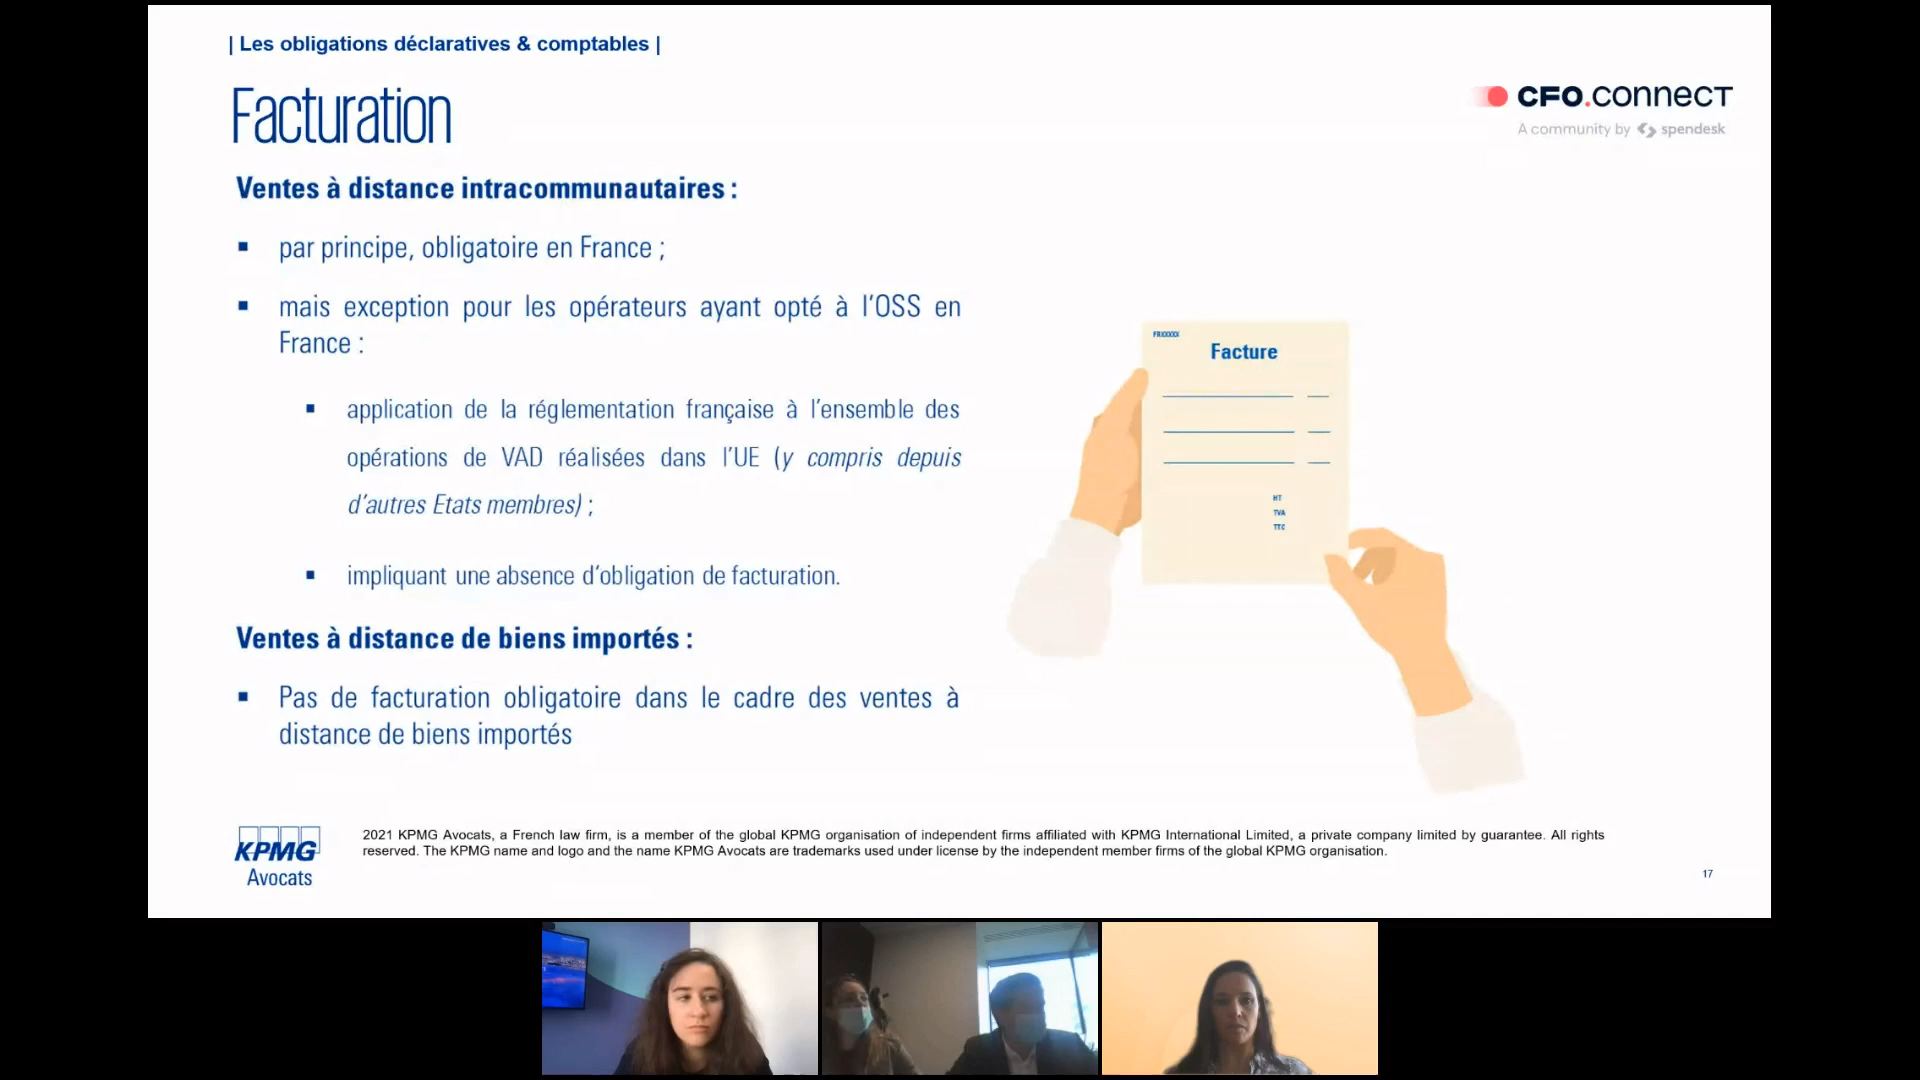 | Les obligations déclaratives & comptables |
Facturation
CFO.connect
A community by spendesk
Ventes à distance intracommunautaires :
▪ par principe, obligatoire en France ;
▪ mais exception pour les opérateurs ayant opté à l'OSS en
France :
▪ application de la réglementation française à l'ensemble des
opérations de VAD réalisées dans l'UE (y compris depuis
d'autres Etats membres) ;
▪ impliquant une absence d'obligation de facturation.
Ventes à distance de biens importés :
▪ Pas de facturation obligatoire dans le cadre des ventes à
distance de biens importés
FRXXXXX
Facture
HT
TVA
TTC
KPMG
Avocats
2021 KPMG Avocats, a French law firm, is a member of the global KPMG organisation of independent firms affiliated with KPMG International Limited, a private company limited by guarantee. All rights
reserved. The KPMG name and logo and the name KPMG Avocats are trademarks used under license by the independent member firms of the global KPMG organisation.
17